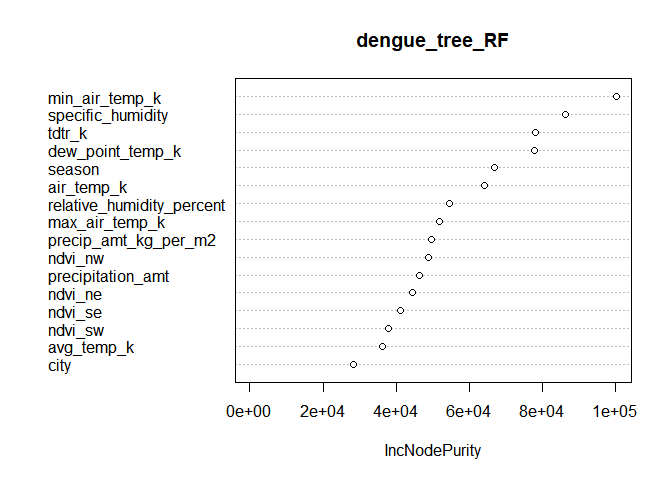 dengue_tree_RF
min_air_temp_k
specific_humidity
tdtr_k
dew_point_temp_k
season
air_temp_k
relative_humidity_percent
max_air_temp_k
precip_amt_kg_per_m2
ndvi_nw
precipitation_amt
ndvi_ne
ndvi_se
ndvi_sw
avg_temp_k
city
0e+00 2e+04 4e+04 6e+04 8e+04 1e+05
IncNodePurity